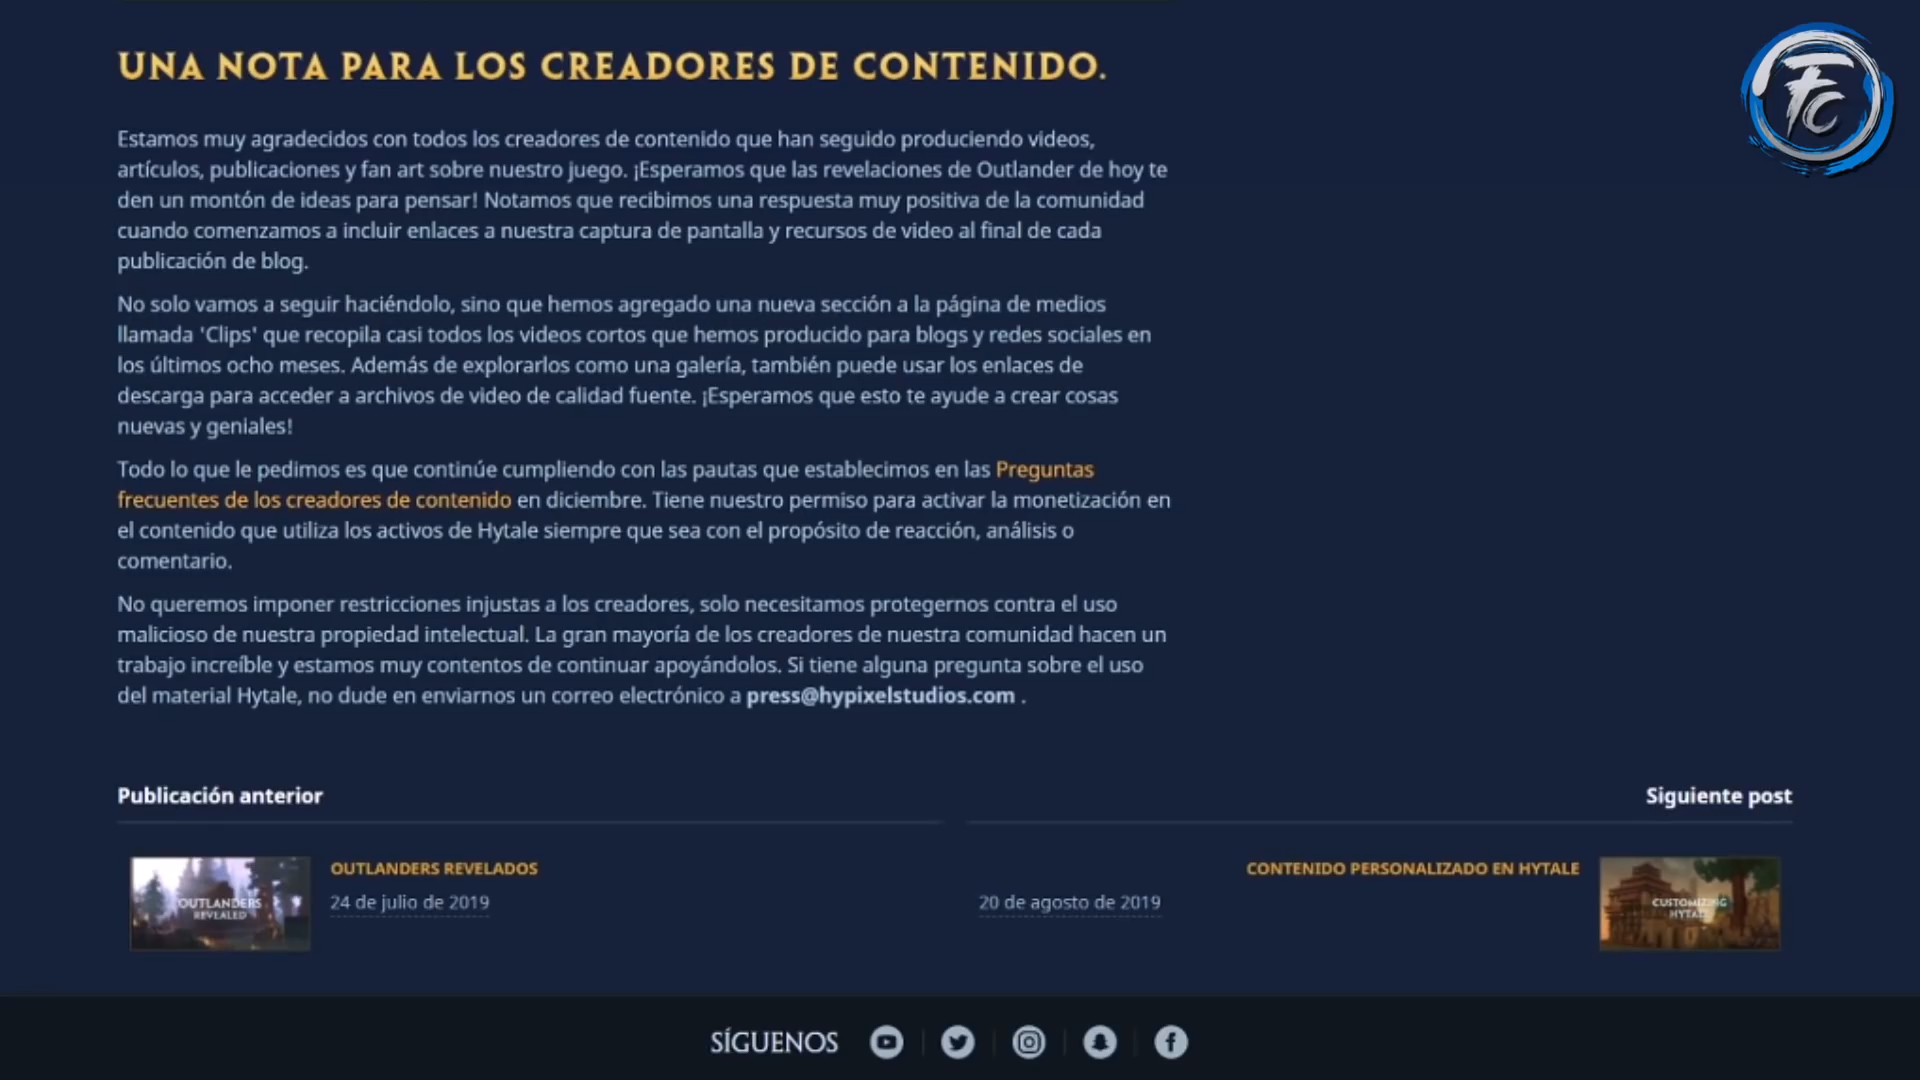 UNA NOTA PARA LOS CREADORES DE CONTENIDO.
FC
Estamos muy agradecidos con todos los creadores de contenido que han seguido produciendo videos,
artículos, publicaciones y fan art sobre nuestro juego. ¡Esperamos que las revelaciones de Outlander de hoy te
den un montón de ideas para pensar! Notamos que recibimos una respuesta muy positiva de la comunidad
cuando comenzamos a incluir enlaces a nuestra captura de pantalla y recursos de video al final de cada
publicación de blog.
No solo vamos a seguir haciéndolo, sino que hemos agregado una nueva sección a la página de medios
llamada 'Clips' que recopila casi todos los videos cortos que hemos producido para blogs y redes sociales en
los últimos ocho meses. Además de explorarlos como una galería, también puede usar los enlaces de
descarga para acceder a archivos de video de calidad fuente. ¡Esperamos que esto te ayude a crear cosas
nuevas y geniales!
Todo lo que le pedimos es que continúe cumpliendo con las pautas que establecimos en las Preguntas
frecuentes de los creadores de contenido en diciembre. Tiene nuestro permiso para activar la monetización en
el contenido que utiliza los activos de Hytale siempre que sea con el propósito de reacción, análisis o
comentario.
No queremos imponer restricciones injustas a los creadores, solo necesitamos protegernos contra el uso
malicioso de nuestra propiedad intelectual. La gran mayoría de los creadores de nuestra comunidad hacen un
trabajo increíble y estamos muy contentos de continuar apoyándolos. Si tiene alguna pregunta sobre el uso
del material Hytale, no dude en enviarnos un correo electrónico a press@hypixelstudios.com .
Publicación anterior
Siguiente post
OUTLANDERS REVELADOS
24 de julio de 2019
OUTLANDERS
REVEALED
CONTENIDO PERSONALIZADO EN HYTALE
20 de agosto de 2019
CUSTOMIZING
HYTALE
SÍGUENOS